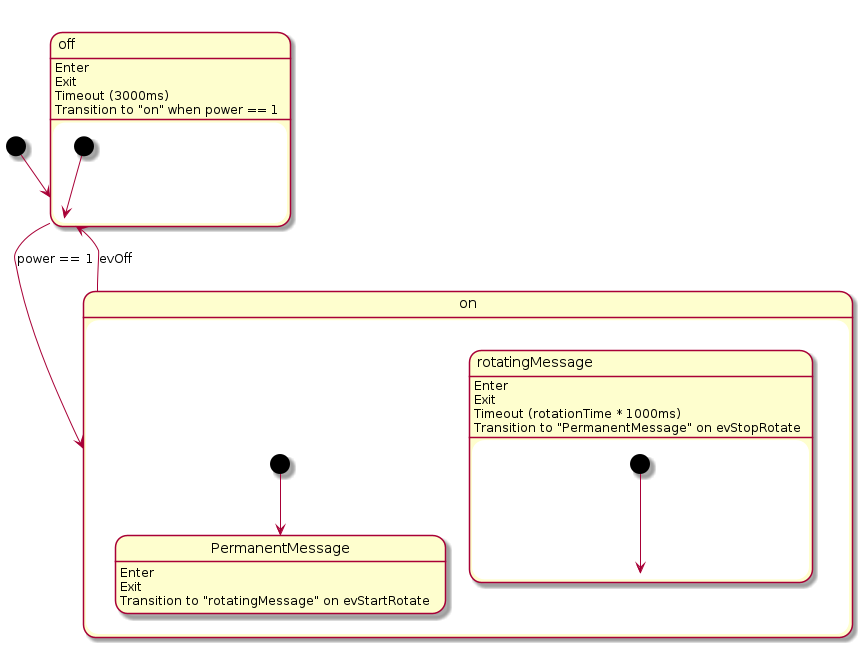 off
Enter
Exit
Timeout (3000ms)
Transition to "on" when power == 1
power == 1
evOff
on
rotatingMessage
Enter
Exit
Timeout (rotationTime * 1000ms)
Transition to "PermanentMessage" on evStopRotate
PermanentMessage
Enter
Exit
Transition to "rotatingMessage" on evStartRotate